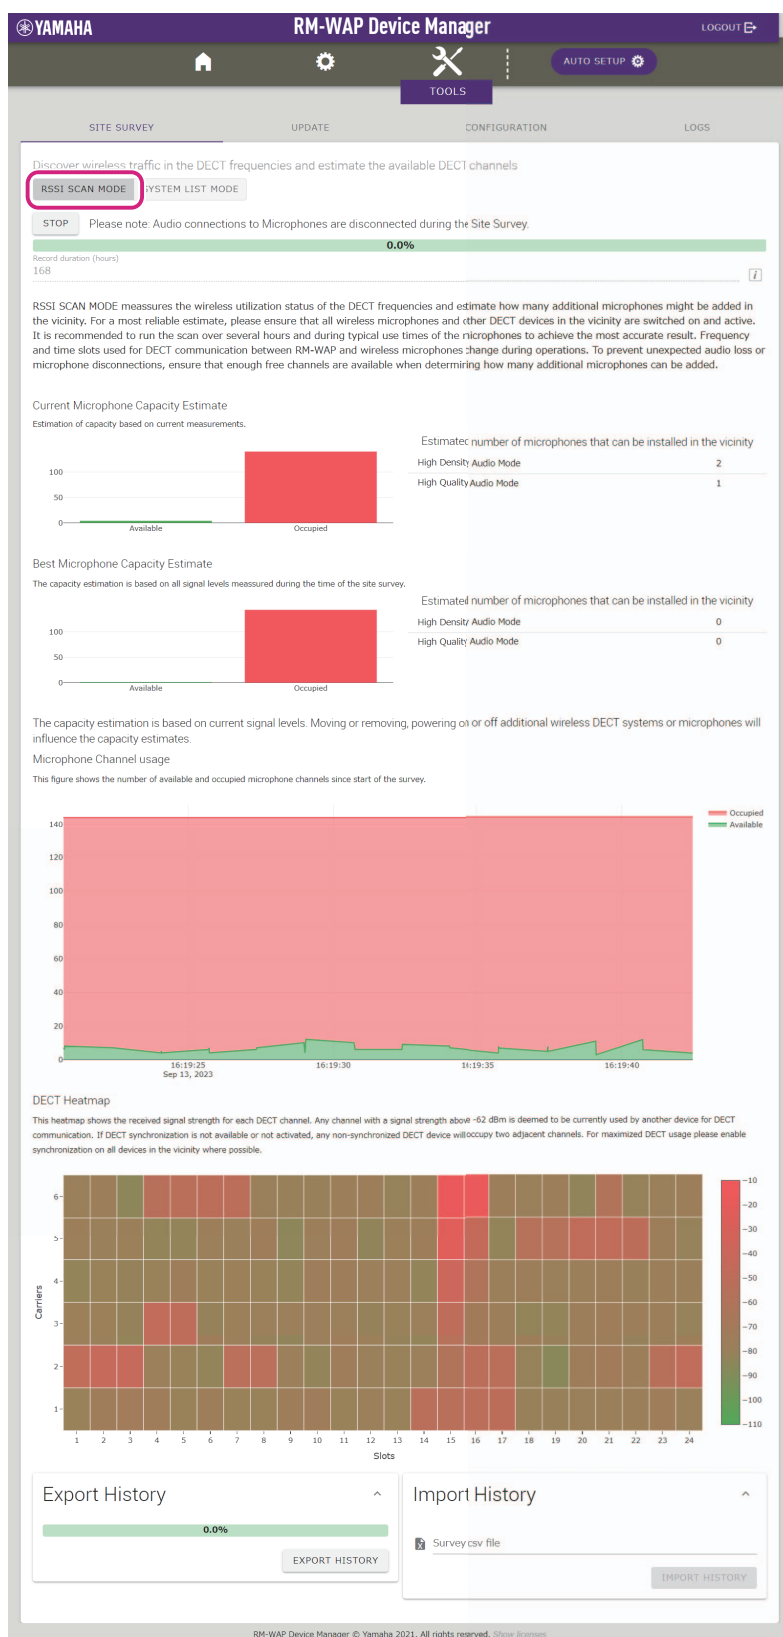 YAMAHA
RM-WAP Device Manager
LOGOUT
AUTO SETUP
TOOLS
SITE SURVEY
UPDATE
CONFIGURATION
LOGS
Discover wireless traffic in the DECT frequencies and estimate the available DECT channels
RSSI SCAN MODE
SYSTEM LIST MODE
STOP
Please note: Audio connections to Microphones are disconnected during the Site Survey.
0.0%
Record duration (hours)
168
i
RSSI SCAN MODE meassures the wireless utilization status of the DECT frequencies and estimate how many additional microphones might be added in
the vicinity. For a most reliable estimate, please ensure that all wireless microphones and other DECT devices in the vicinity are switched on and active.
It is recommended to run the scan over several hours and during typical use times of the microphones to achieve the most accurate result. Frequency
and time slots used for DECT communication between RM-WAP and wireless microphones change during operations. To prevent unexpected audio loss or
microphone disconnections, ensure that enough free channels are available when determining how many additional microphones can be added.
Current Microphone Capacity Estimate
Estimation of capacity based on current measurements.
100
50
0
Available
Occupied
Estimated number of microphones that can be installed in the vicinity
High Density Audio Mode 2
High Quality Audio Mode 1
Best Microphone Capacity Estimate
The capacity estimation is based on all signal levels meassured during the time of the site survey.
100
50
0
Available
Occupied
Estimated number of microphones that can be installed in the vicinity
High Density Audio Mode 0
High Quality Audio Mode 0
The capacity estimation is based on current signal levels. Moving or removing, powering on or off additional wireless DECT systems or microphones will
influence the capacity estimates.
Microphone Channel usage
This figure shows the number of available and occupied microphone channels since start of the survey.
140
120
100
80
60
40
20
0
16:19:25 16:19:30 16:19:35 16:19:40
Sep 13, 2023
Occupied
Available
DECT Heatmap
This heatmap shows the received signal strength for each DECT channel. Any channel with a signal strength above -62 dBm is deemed to be currently used by another device for DECT
communication. If DECT synchronization is not available or not activated, any non-synchronized DECT device will occupy two adjacent channels. For maximized DECT usage please enable
synchronization on all devices in the vicinity where possible.
6
5
4
3
2
1
Carriers
1 2 3 4 5 6 7 8 9 10 11 12 13 14 15 16 17 18 19 20 21 22 23 24
Slots
−10
−20
−30
−40
−50
−60
−70
−80
−90
−100
−110
Export History
0.0%
EXPORT HISTORY
Import History
Survey csv file
IMPORT HISTORY
RM-WAP Device Manager © Yamaha 2021. All rights reserved. Show licenses